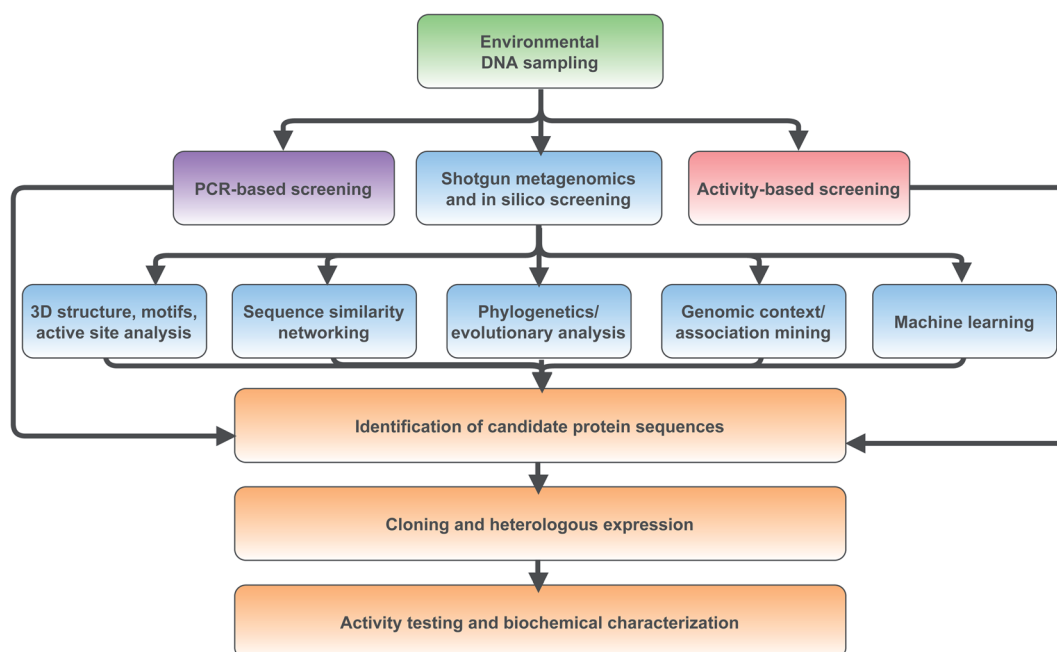 Environmental
DNA sampling
PCR-based screening
Shotgun metagenomics
and in silico screening
Activity-based screening
3D structure, motifs,
active site analysis
Sequence similarity
networking
Phylogenetics/
evolutionary analysis
Genomic context/
association mining
Machine learning
Identification of candidate protein sequences
Cloning and heterologous expression
Activity testing and biochemical characterization